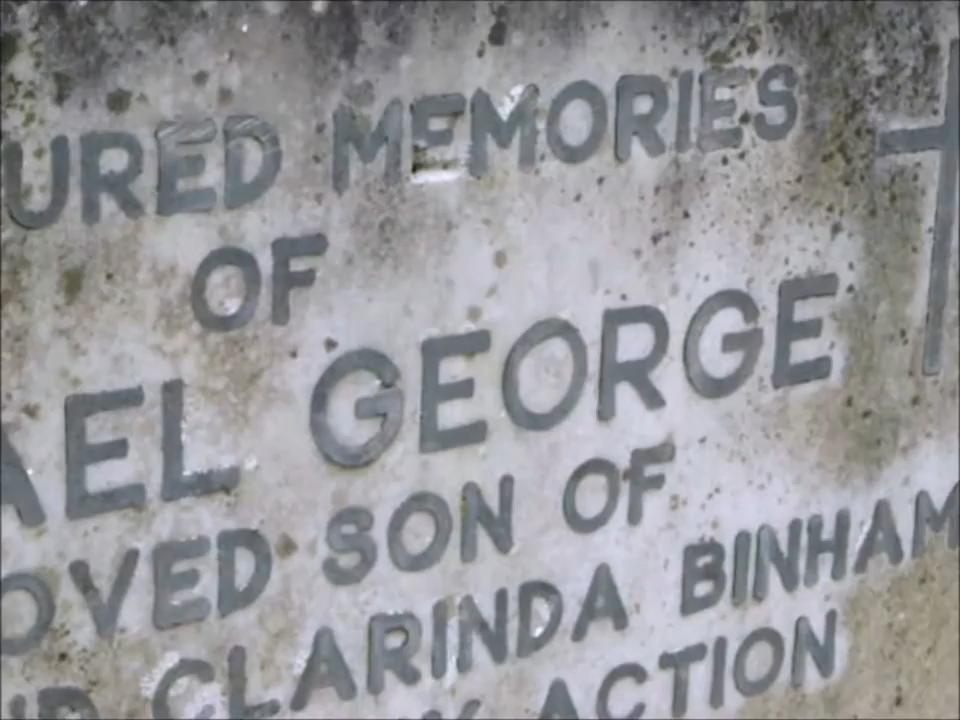 URED MEMORIES
OF
AEL GEORGE
OVED SON OF
CLARINDA BINHAM
ACTION